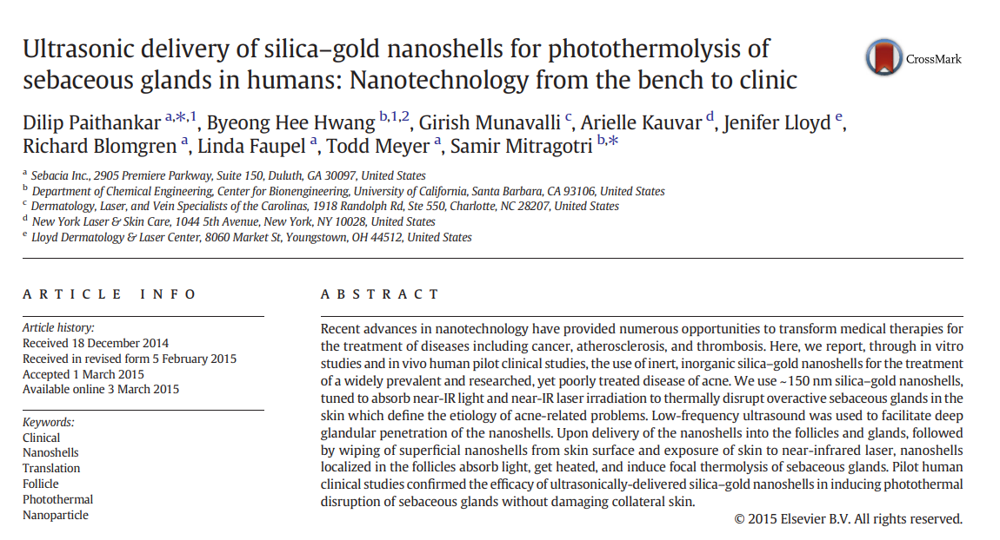 Ultrasonic delivery of silica–gold nanoshells for photothermolysis of
sebaceous glands in humans: Nanotechnology from the bench to clinic
CrossMark
Dilip Paithankar a,*,1, Byeong Hee Hwang b,1,2, Girish Munavalli c, Arielle Kauvar d, Jenifer Lloyd e,
Richard Blomgren a, Linda Faupel a, Todd Meyer a, Samir Mitragotri b,*
a Sebacia Inc., 2905 Premiere Parkway, Suite 150, Duluth, GA 30097, United States
b Department of Chemical Engineering, Center for Bioengineering, University of California, Santa Barbara, CA 93106, United States
c Dermatology, Laser, and Vein Specialists of the Carolinas, 1918 Randolph Rd, Ste 550, Charlotte, NC 28207, United States
d New York Laser & Skin Care, 1044 5th Avenue, New York, NY 10028, United States
e Lloyd Dermatology & Laser Center, 8060 Market St, Youngstown, OH 44512, United States
ARTICLE INFO
Article history:
Received 18 December 2014
Received in revised form 5 February 2015
Accepted 1 March 2015
Available online 3 March 2015
Keywords:
Clinical
Nanoshells
Translation
Follicle
Photothermal
Nanoparticle
ABSTRACT
Recent advances in nanotechnology have provided numerous opportunities to transform medical therapies for
the treatment of diseases including cancer, atherosclerosis, and thrombosis. Here, we report, through in vitro
studies and in vivo human pilot clinical studies, the use of inert, inorganic silica–gold nanoshells for the treatment
of a widely prevalent and researched, yet poorly treated disease of acne. We use ~150 nm silica–gold nanoshells,
tuned to absorb near-IR light and near-IR laser irradiation to thermally disrupt overactive sebaceous glands in the
skin which define the etiology of acne-related problems. Low-frequency ultrasound was used to facilitate deep
glandular penetration of the nanoshells. Upon delivery of the nanoshells into the follicles and glands, followed
by wiping of superficial nanoshells from skin surface and exposure of skin to near-infrared laser, nanoshells
localized in the follicles absorb light, get heated, and induce focal thermolysis of sebaceous glands. Pilot human
clinical studies confirmed the efficacy of ultrasonically-delivered silica–gold nanoshells in inducing photothermal
disruption of sebaceous glands without damaging collateral skin.
© 2015 Elsevier B.V. All rights reserved.